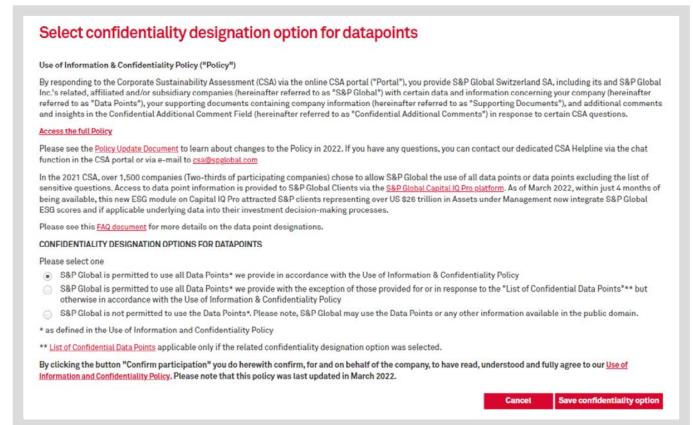 Select confidentiality designation option for datapoints
Use of Information & Confidentiality Policy ("Policy")
By responding to the Corporate Sustainability Assessment (CSA) via the online CSA portal ("Portal"), you provide S&P Global Switzerland SA, including its and S&P Global
Inc.'s related, affiliated and/or subsidiary companies (hereinafter referred to as "S&P Global") with certain data and information concerning your company (hereinafter
referred to as "Data Points"), your supporting documents containing company information (hereinafter referred to as "Supporting Documents"), and additional comments
and insights in the Confidential Additional Comment Field (hereinafter referred to as "Confidential Additional Comments") in response to certain CSA questions.
Access the full Policy
Please see the Policy Update Document to learn about changes to the Policy in 2022. If you have any questions, you can contact our dedicated CSA Helpline via the chat
function in the CSA portal or via e-mail to csa@spglobal.com
In the 2021 CSA, over 1,500 companies (Two-thirds of participating companies) chose to allow S&P Global the use of all data points or data points excluding the list of
sensitive questions. Access to data point information is provided to S&P Global Clients via the S&P Global Capital IQ Pro platform. As of March 2022, within just 4 months of
being available, this new ESG module on Capital IQ Pro attracted S&P clients representing over US $26 trillion in Assets under Management now integrate S&P Global
ESG scores and if applicable underlying data into their investment decision-making processes.
Please see this FAQ document for more details on the data point designations.
CONFIDENTIALITY DESIGNATION OPTIONS FOR DATAPOINTS
Please select one
S&P Global is permitted to use all Data Points* we provide in accordance with the Use of Information & Confidentiality Policy
S&P Global is permitted to use all Data Points* we provide with the exception of those provided for or in response to the "List of Confidential Data Points"** but
otherwise in accordance with the Use of Information & Confidentiality Policy
S&P Global is not permitted to use the Data Points*. Please note, S&P Global may use the Data Points or any other information available in the public domain.
* as defined in the Use of Information and Confidentiality Policy
** List of Confidential Data Points applicable only if the related confidentiality designation option was selected.
By clicking the button "Confirm participation" you do herewith confirm, for and on behalf of the company, to have read, understood and fully agree to our Use of
Information and Confidentiality Policy. Please note that this policy was last updated in March 2022.
Cancel Save confidentiality option